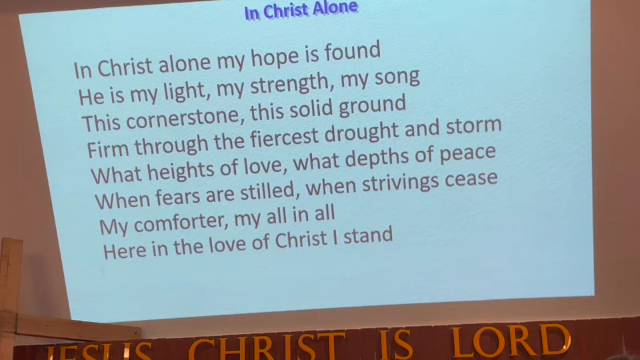 In Christ Alone
In Christ alone my hope is found
He is my light, my strength, my song
This cornerstone, this solid ground
Firm through the fiercest drought and storm
What heights of love, what depths of peace
When fears are stilled, when strivings cease
My comforter, my all in all
Here in the love of Christ I stand
JESUS CHRIST IS LORD